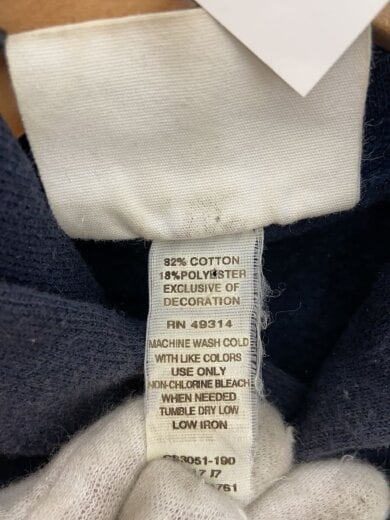 82% COTTON
18% POLYESTER
EXCLUSIVE OF
DECORATION
RN 49314
MACHINE WASH COLD
WITH LIKE COLORS
USE ONLY
NON-CHLORINE BLEACH
WHEN NEEDED
TUMBLE DRY LOW
LOW IRON